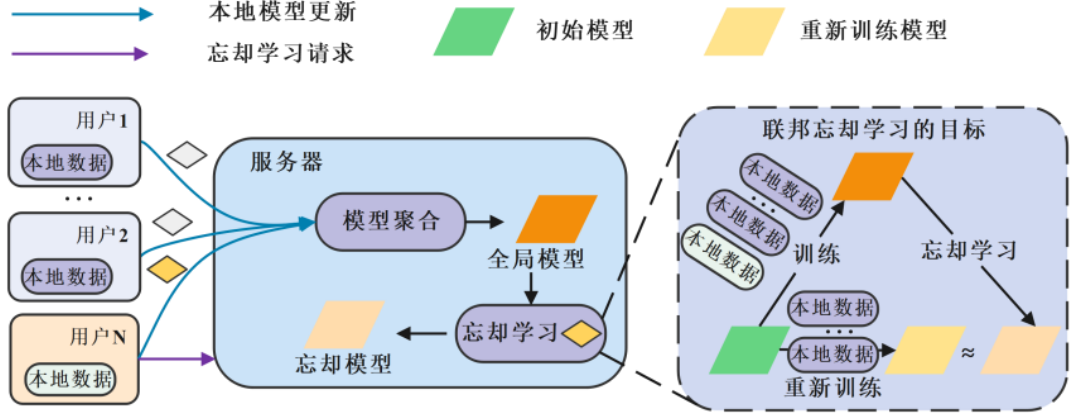 本地模型更新
初始模型
重新训练模型
忘却学习请求
用户1
本地数据
...
用户2
本地数据
用户N
本地数据
服务器
模型聚合
全局模型
忘却学习
忘却模型
联邦忘却学习的目标
本地数据
...
本地数据
本地数据
训练
忘却学习
本地数据
...
本地数据
≈
重新训练